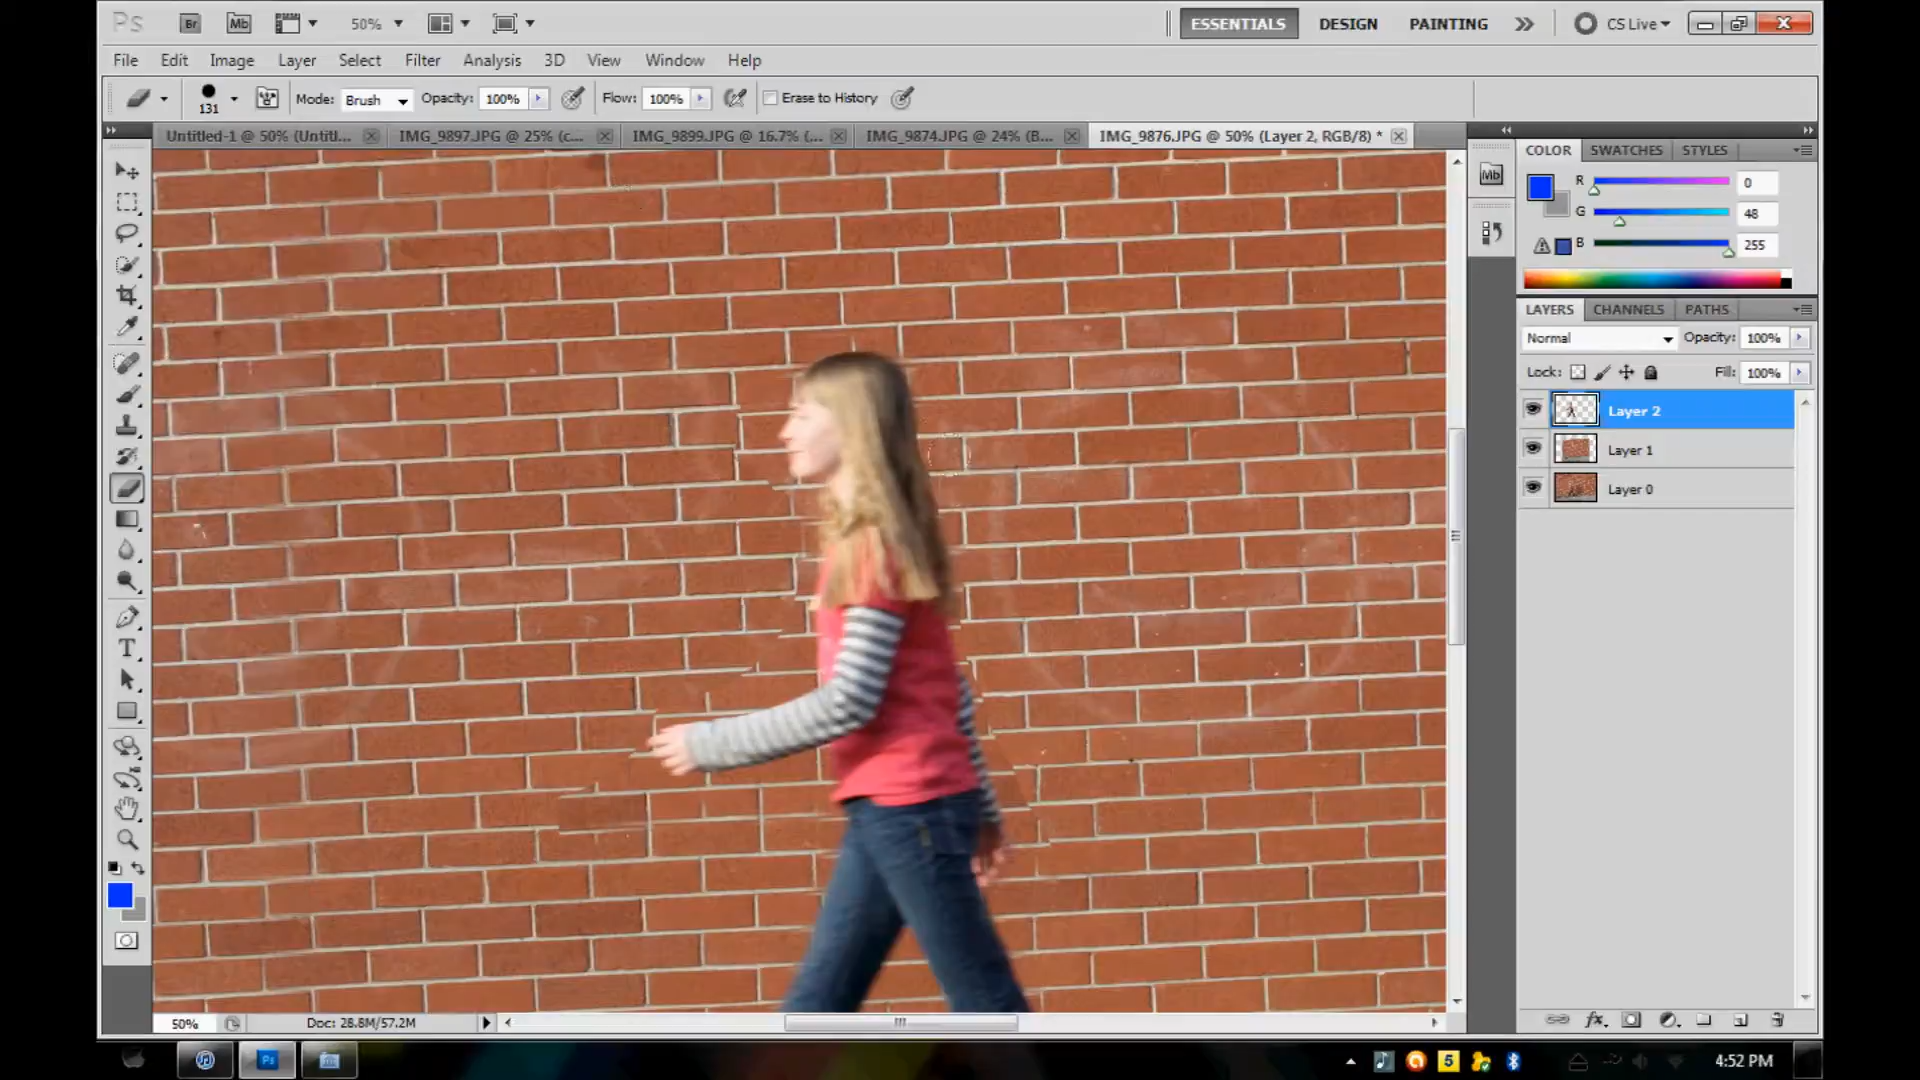 Ps Br Mb 50% ESSENTIALS DESIGN PAINTING CS Live
File Edit Image Layer Select Filter Analysis 3D View Window Help
131 Mode: Brush Opacity: 100% Flow: 100% Erase to History
Untitled-1 @ 50% (Untitl... IMG_9897.JPG @ 25% (c... IMG_9899.JPG @ 16.7% (... IMG_9874.JPG @ 24% (B... IMG_9876.JPG @ 50% (Layer 2, RGB/8) *
COLOR SWATCHES STYLES
Mb
R 0
G 48
B 255
LAYERS CHANNELS PATHS
Normal Opacity: 100%
Lock: Fill: 100%
Layer 2
Layer 1
Layer 0
T
fx
50% Doc: 28.8M/57.2M
Ps 5 4:52 PM